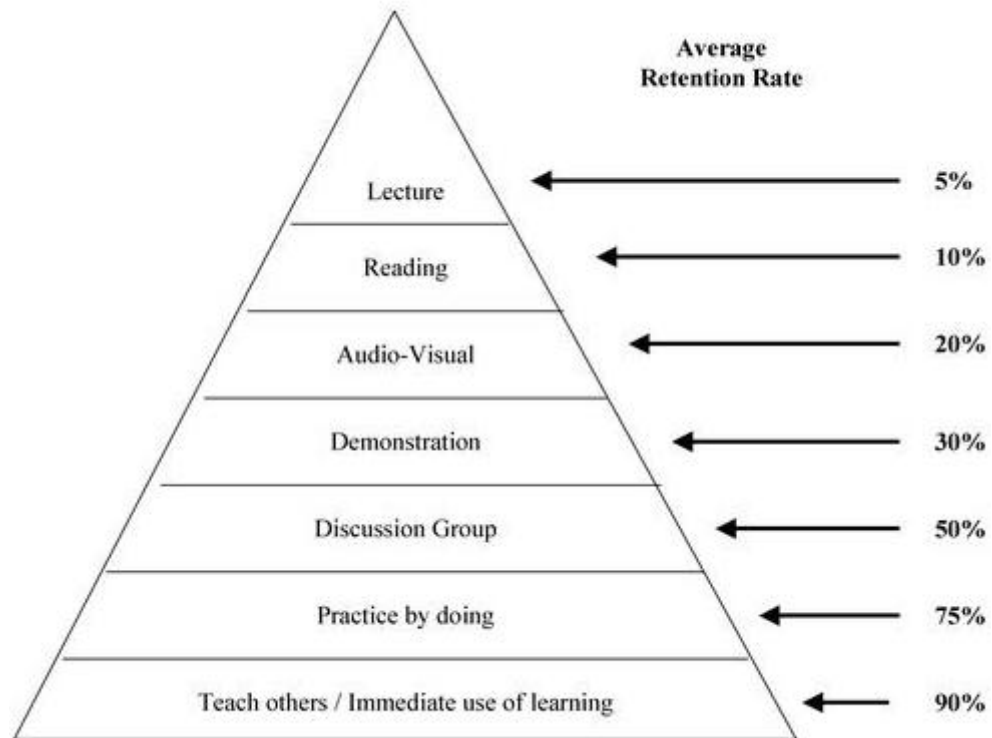 Average
Retention Rate
Lecture
5%
Reading
10%
Audio-Visual
20%
Demonstration
30%
Discussion Group
50%
Practice by doing
75%
Teach others / Immediate use of learning
90%